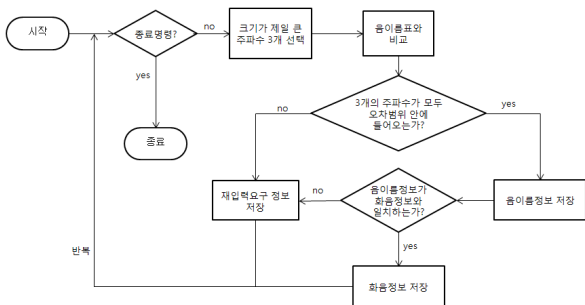 시작
종료명령?
no
크기가 제일 큰
주파수 3개 선택
음이름표와
비교
yes
종료
3개의 주파수가 모두
오차범위 안에
들어오는가?
no
yes
재입력요구 정보
저장
no
음이름정보가
화음정보와
일치하는가?
음이름정보 저장
반복
yes
화음정보 저장